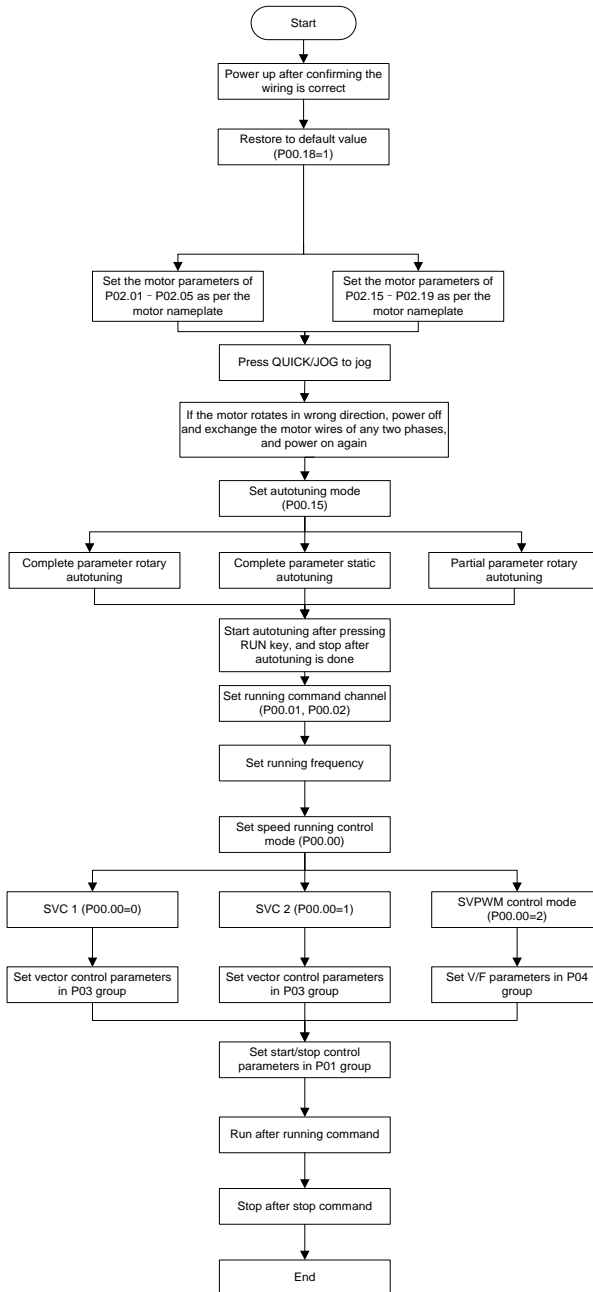 Start
Power up after confirming the
wiring is correct
Restore to default value
(P00.18=1)
Set the motor parameters of
P02.01–P02.05 as per the
motor nameplate
Set the motor parameters of
P02.15–P02.19 as per the
motor nameplate
Press QUICK/JOG to jog
If the motor rotates in wrong direction, power off
and exchange the motor wires of any two phases,
and power on again
Set autotuning mode
(P00.15)
Complete parameter rotary
autotuning
Complete parameter static
autotuning
Partial parameter rotary
autotuning
Start autotuning after pressing
RUN key, and stop after
autotuning is done
Set running command channel
(P00.01, P00.02)
Set running frequency
Set speed running control
mode (P00.00)
SVC 1 (P00.00=0)
SVC 2 (P00.00=1)
SVPWM control mode
(P00.00=2)
Set vector control parameters
in P03 group
Set vector control parameters
in P03 group
Set V/F parameters in P04
group
Set start/stop control
parameters in P01 group
Run after running command
Stop after stop command
End